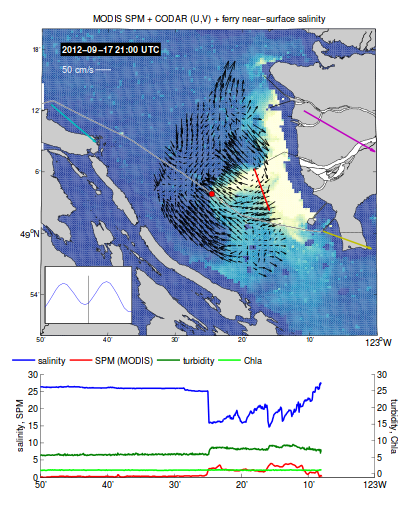 MODIS SPM + CODAR (U,V) + ferry near−surface salinity
2012−09−17 21:00 UTC
50 cm/s
18'
12'
6'
49°N
54'
50' 40' 30' 20' 10' 123°W
salinity SPM (MODIS) turbidity Chla
30 30
25 25
20 20
15 15
10 10
5 5
0 0
salinity, SPM
turbidity, Chla
50' 40' 30' 20' 10' 123W